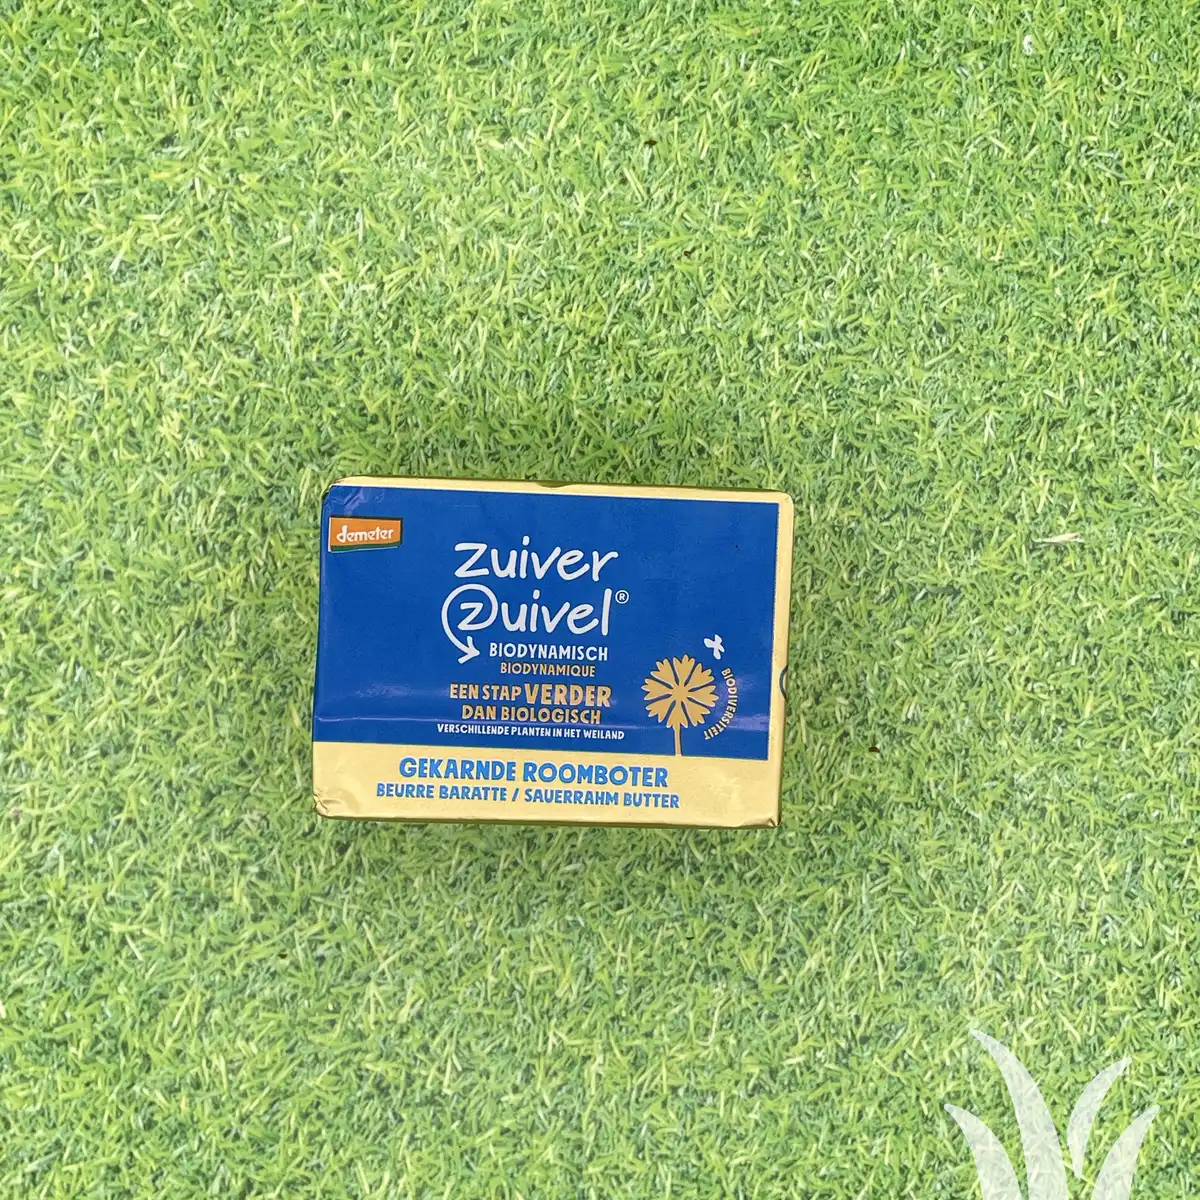 demeter
zuiver
zuivel®
BIODYNAMISCH
BIODYNAMIQUE
EEN STAP VERDER
DAN BIOLOGISCH
VERSCHILLENDE PLANTEN IN HET WEILAND
BIODIVERSITEIT
GEKARNDE ROOMBOTER
BEURRE BARATTE / SAUERRAHM BUTTER